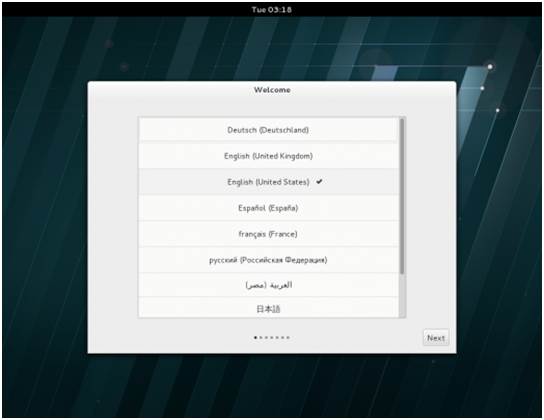 Tue 03:18
Welcome
Deutsch (Deutschland)
English (United Kingdom)
English (United States) ✔
Español (España)
français (France)
русский (Российская Федерация)
العربية (مصر)
日本語
Next